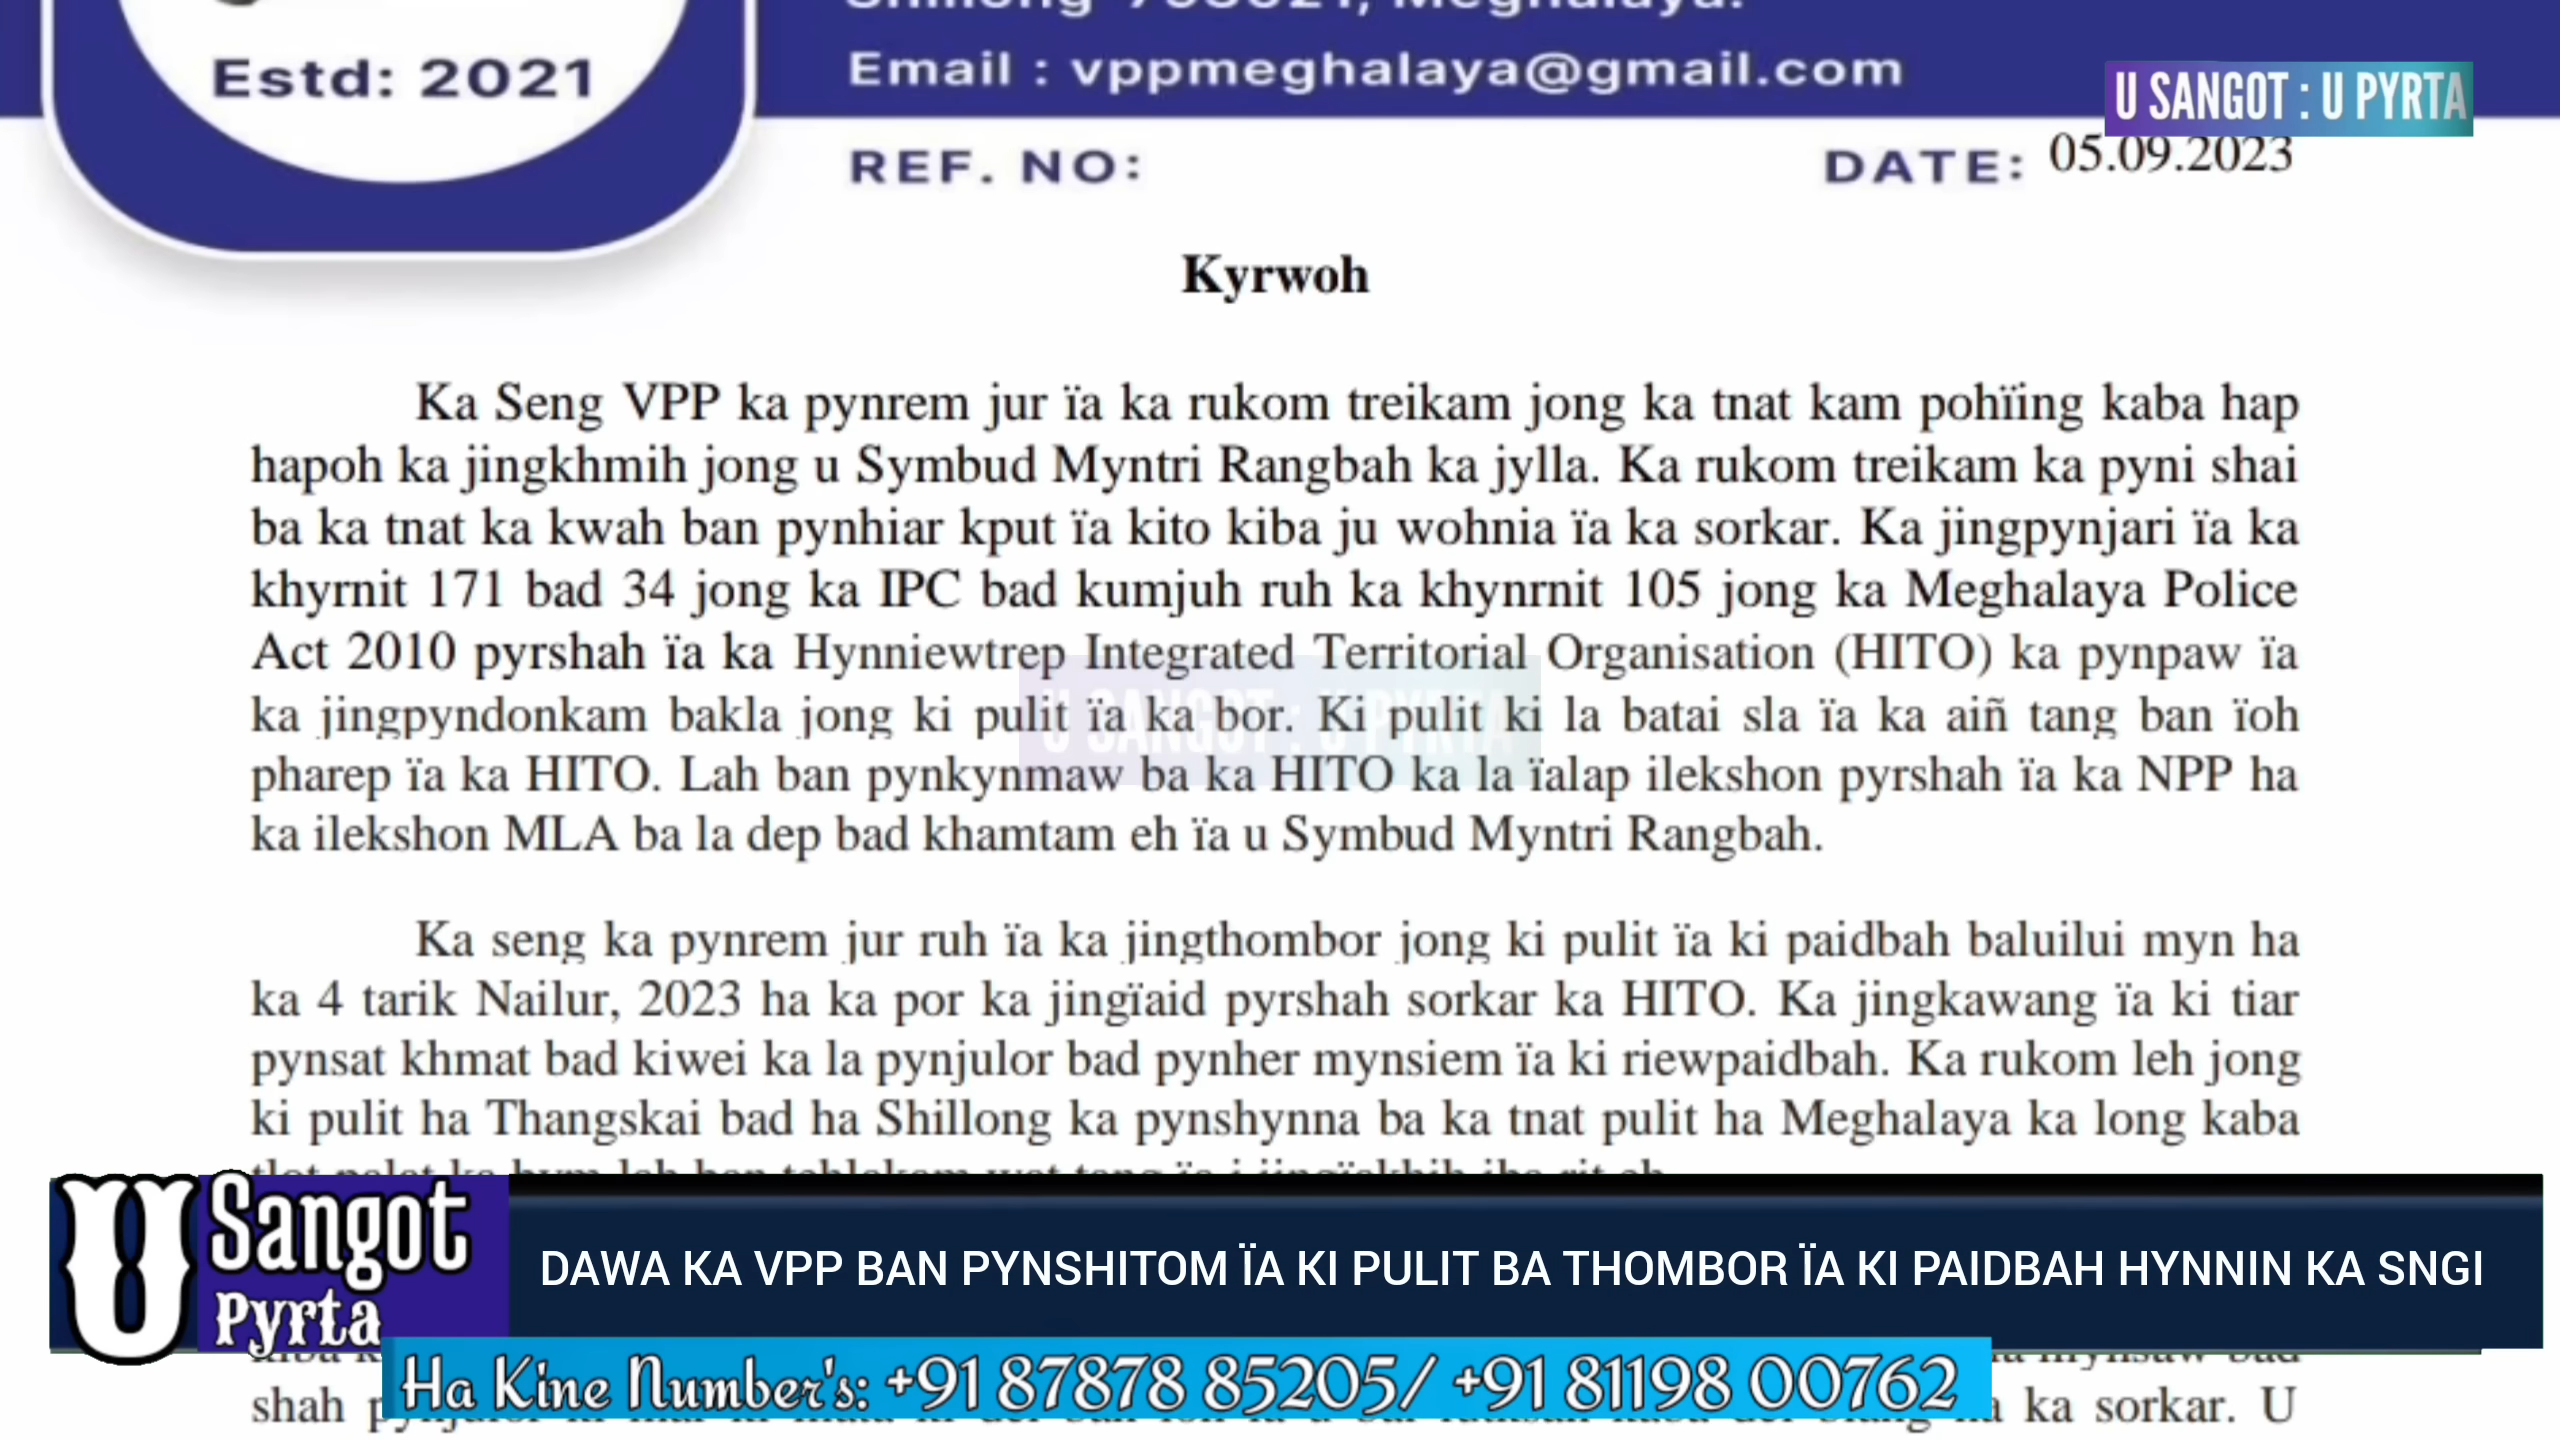 Shillong-793021, Meghalaya.
Estd: 2021
Email : vppmeghalaya@gmail.com
U SANGOT : U PYRTA
REF. NO:
DATE: 05.09.2023
Kyrwoh
Ka Seng VPP ka pynrem jur ïa ka rukom treikam jong ka tnat kam pohïing kaba hap
hapoh ka jingkhmih jong u Symbud Myntri Rangbah ka jylla. Ka rukom treikam ka pyni shai
ba ka tnat ka kwah ban pynhiar kput ïa kito kiba ju wohnia ïa ka sorkar. Ka jingpynjari ïa ka
khyrnit 171 bad 34 jong ka IPC bad kumjuh ruh ka khynrnit 105 jong ka Meghalaya Police
Act 2010 pyrshah ïa ka Hynniewtrep Integrated Territorial Organisation (HITO) ka pynpaw ïa
ka jingpyndonkam bakla jong ki pulit ïa ka bor. Ki pulit ki la batai sla ïa ka aiñ tang ban ïoh
pharep ïa ka HITO. Lah ban pynkynmaw ba ka HITO ka la ïalap ilekshon pyrshah ïa ka NPP ha
ka ilekshon MLA ba la dep bad khamtam eh ïa u Symbud Myntri Rangbah.
U SANGOT : U PYRTA
Ka seng ka pynrem jur ruh ïa ka jingthombor jong ki pulit ïa ki paidbah baluilui myn ha
ka 4 tarik Nailur, 2023 ha ka por ka jingïaid pyrshah sorkar ka HITO. Ka jingkawang ïa ki tiar
pynsat khmat bad kiwei ka la pynjulor bad pynher mynsiem ïa ki riewpaidbah. Ka rukom leh jong
ki pulit ha Thangskai bad ha Shillong ka pynshynna ba ka tnat pulit ha Meghalaya ka long kaba
U Sangot Pyrta
DAWA KA VPP BAN PYNSHITOM ÏA KI PULIT BA THOMBOR ÏA KI PAIDBAH HYNNIN KA SNGI
Ha Kine Number's: +91 87878 85205/ +91 81198 00762
shah ka sorkar. U